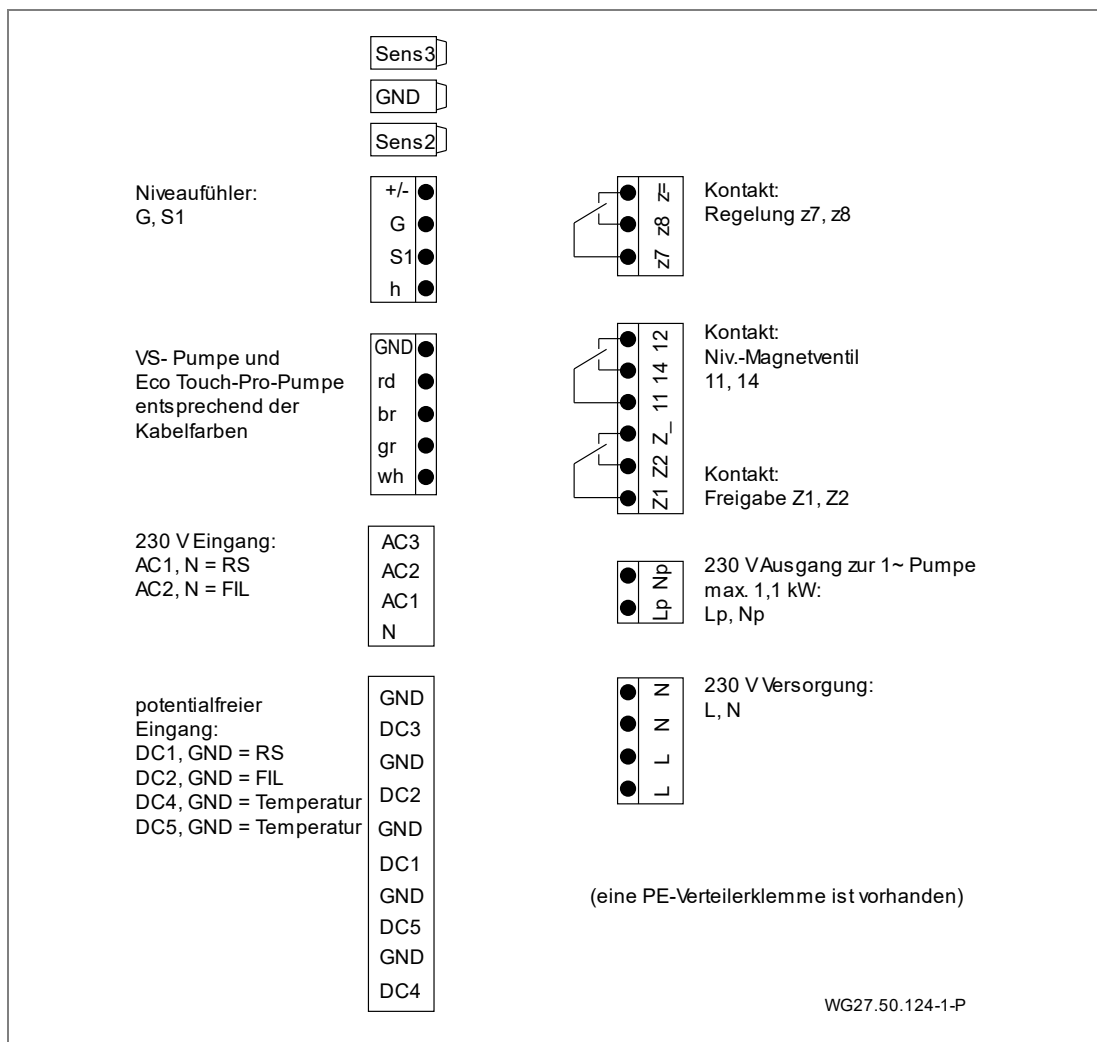 Sens3
GND
Sens2
Niveaufühler:
G, S1
+/-
G
S1
h
VS- Pumpe und
Eco Touch-Pro-Pumpe
entsprechend der
Kabelfarben
GND
rd
br
gr
wh
230 V Eingang:
AC1, N = RS
AC2, N = FIL
AC3
AC2
AC1
N
potentialfreier
Eingang:
DC1, GND = RS
DC2, GND = FIL
DC4, GND = Temperatur
DC5, GND = Temperatur
GND
DC3
GND
DC2
GND
DC1
GND
DC5
GND
DC4
z7 z8 z-
Kontakt:
Regelung z7, z8
Z1 Z2 Z_ 11 14 12
Kontakt:
Niv.-Magnetventil
11, 14
Kontakt:
Freigabe Z1, Z2
Lp Np
230 V Ausgang zur 1~ Pumpe
max. 1,1 kW:
Lp, Np
L L N N
230 V Versorgung:
L, N
(eine PE-Verteilerklemme ist vorhanden)
WG27.50.124-1-P